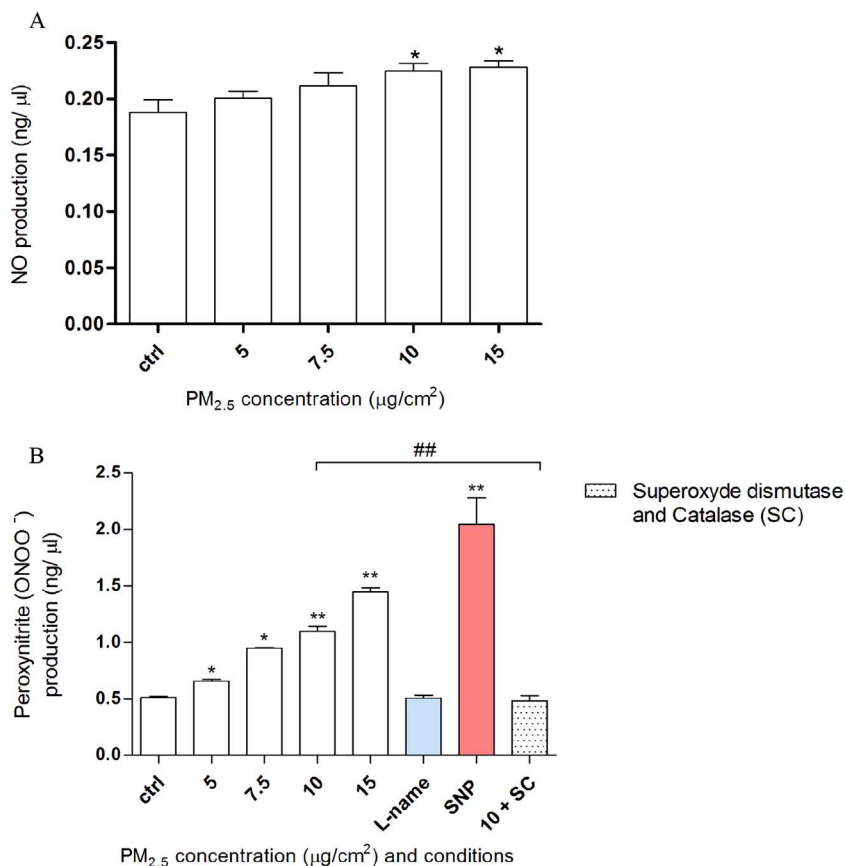 A
NO production (ng/ μl)
0.25
0.20
0.15
0.10
0.05
0.00
*
*
ctrl
5
7.5
10
15
PM2.5 concentration (μg/cm²)
B
Peroxynitrite (ONOO⁻)
production (ng/ μl)
2.5
2.0
1.5
1.0
0.5
0.0
##
*
*
**
**
**
ctrl
5
7.5
10
15
L-name
SNP
10 + SC
PM2.5 concentration (μg/cm²) and conditions
Superoxyde dismutase
and Catalase (SC)